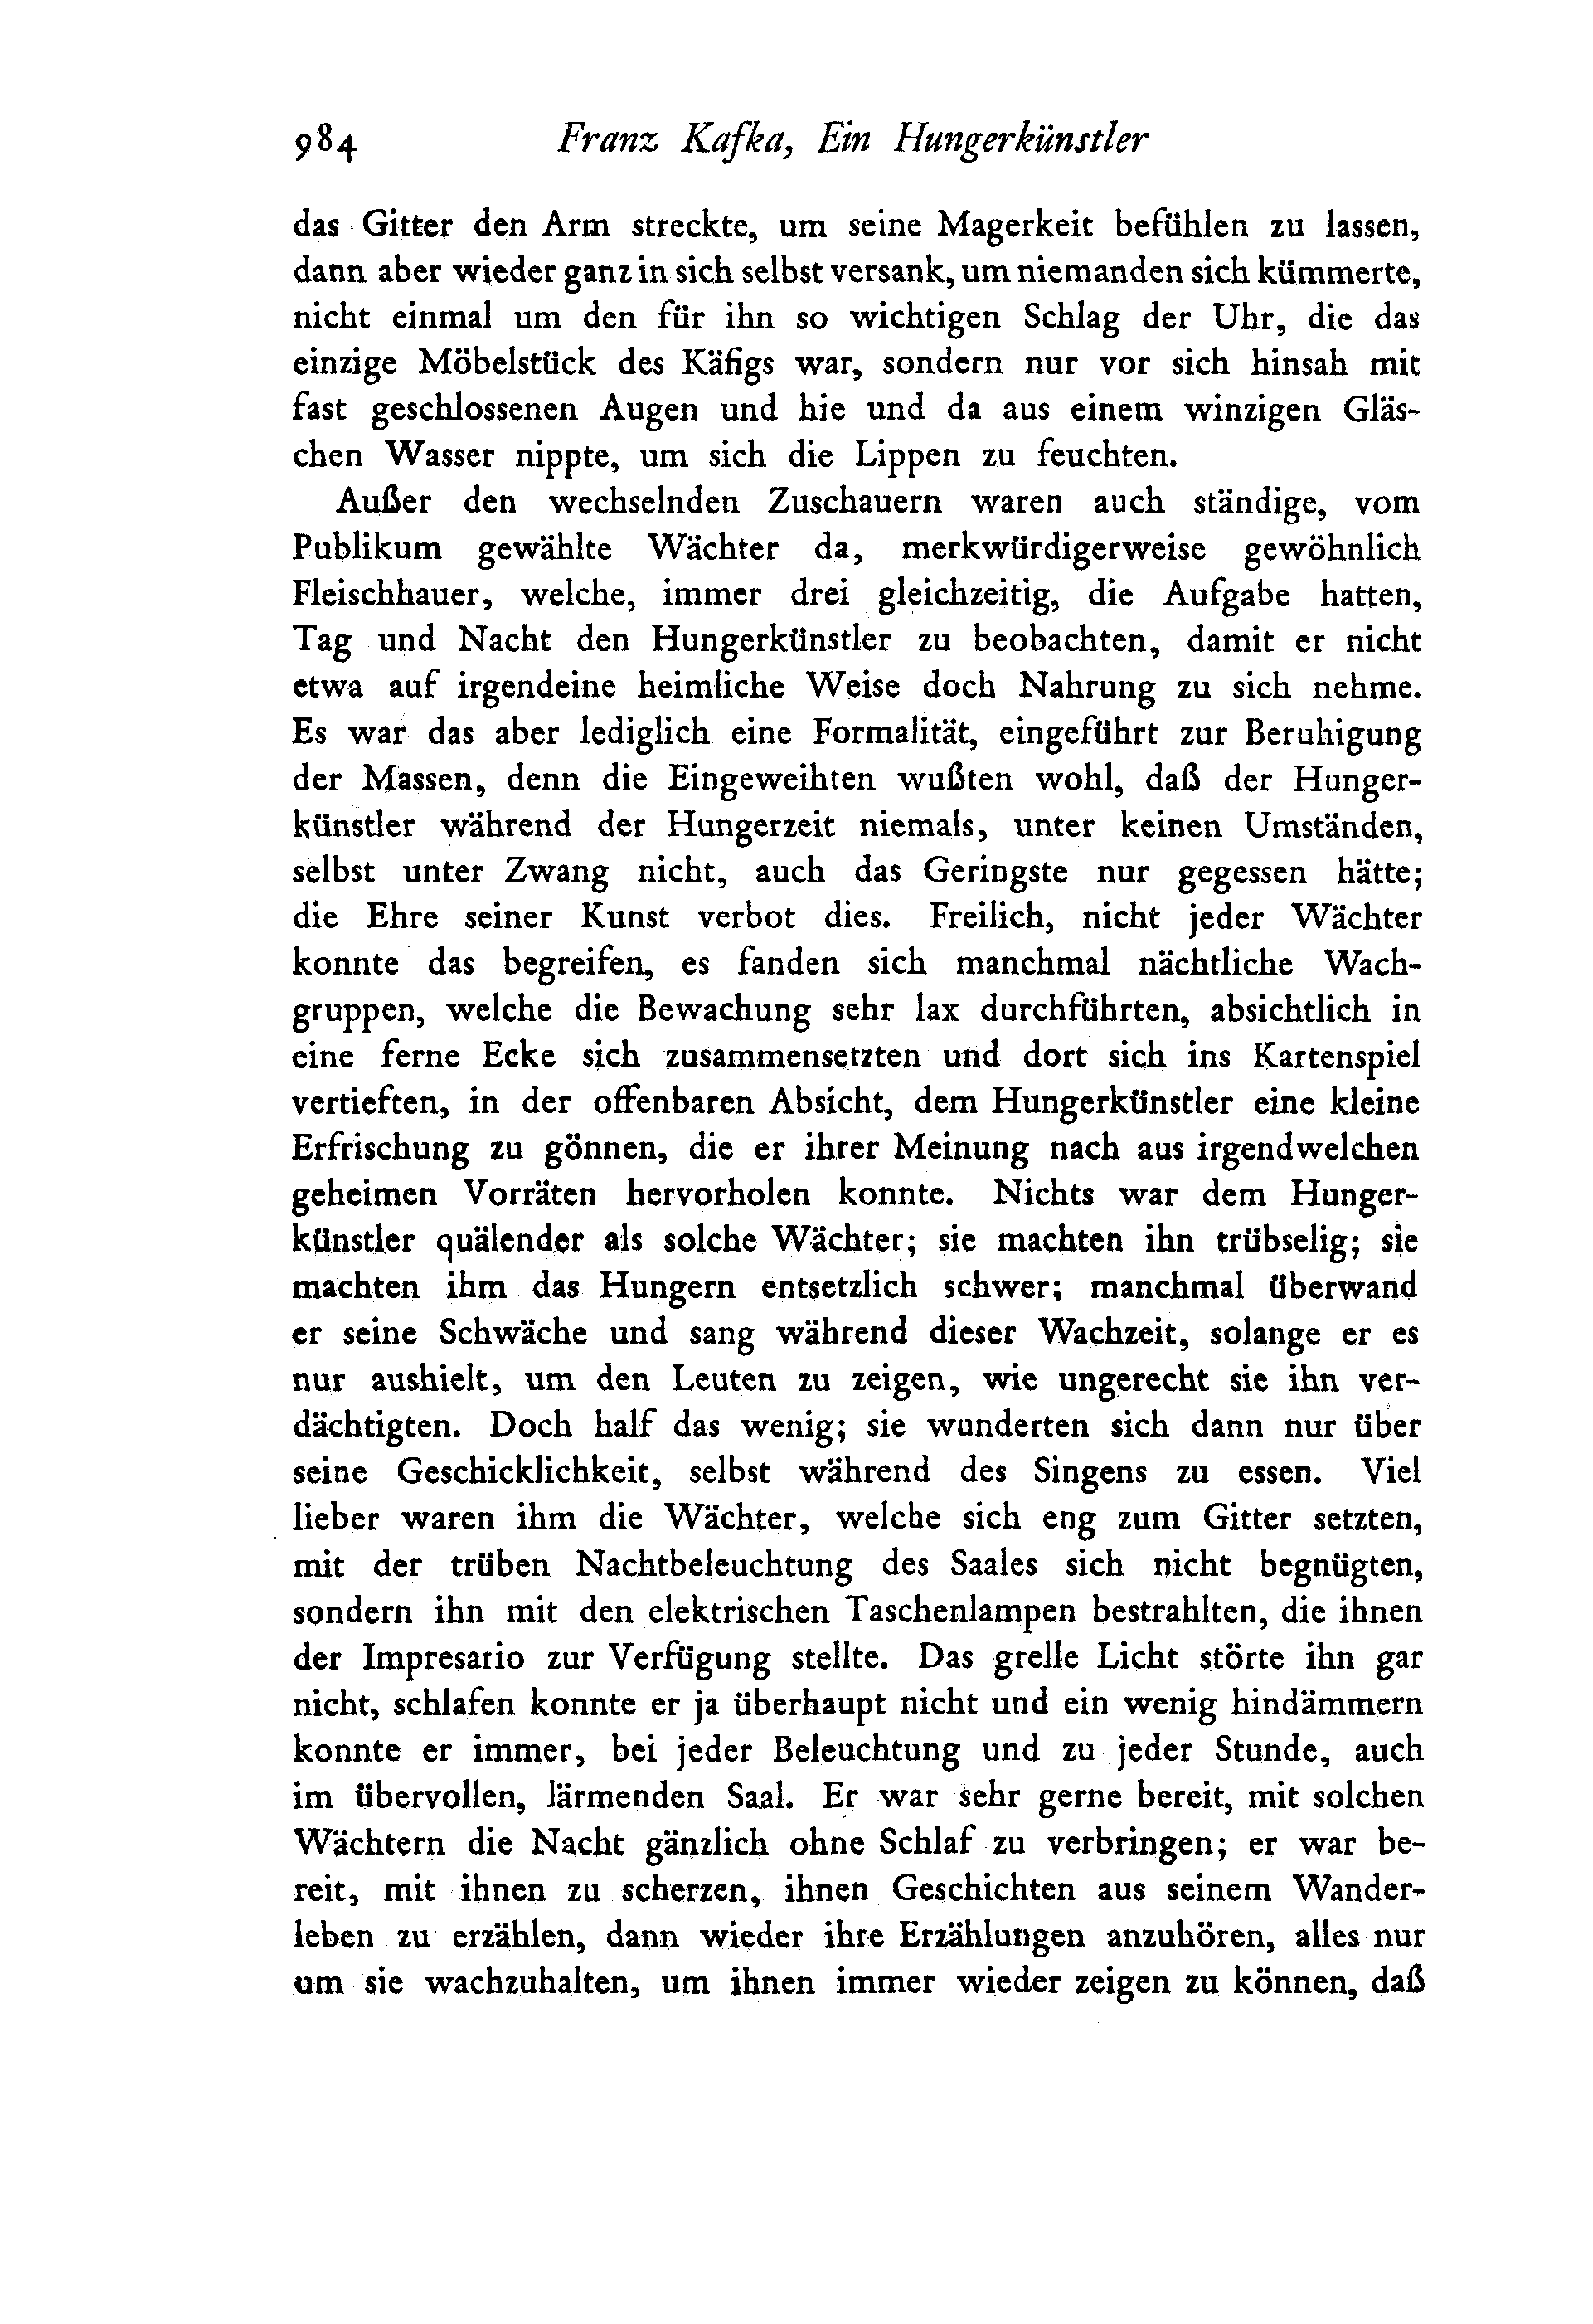 984 Franz Kafka, Ein Hungerkünstler
das Gitter den Arm streckte, um seine Magerkeit befühlen zu lassen,
dann aber wieder ganz in sich selbst versank, um niemanden sich kümmerte,
nicht einmal um den für ihn so wichtigen Schlag der Uhr, die das
einzige Möbelstück des Käfigs war, sondern nur vor sich hinsah mit
fast geschlossenen Augen und hie und da aus einem winzigen Gläs-
chen Wasser nippte, um sich die Lippen zu feuchten.
Außer den wechselnden Zuschauern waren auch ständige, vom
Publikum gewählte Wächter da, merkwürdigerweise gewöhnlich
Fleischhauer, welche, immer drei gleichzeitig, die Aufgabe hatten,
Tag und Nacht den Hungerkünstler zu beobachten, damit er nicht
etwa auf irgendeine heimliche Weise doch Nahrung zu sich nehme.
Es war das aber lediglich eine Formalität, eingeführt zur Beruhigung
der Massen, denn die Eingeweihten wußten wohl, daß der Hunger-
künstler während der Hungerzeit niemals, unter keinen Umständen,
selbst unter Zwang nicht, auch das Geringste nur gegessen hätte;
die Ehre seiner Kunst verbot dies. Freilich, nicht jeder Wächter
konnte das begreifen, es fanden sich manchmal nächtliche Wach-
gruppen, welche die Bewachung sehr lax durchführten, absichtlich in
eine ferne Ecke sich zusammensetzten und dort sich ins Kartenspiel
vertieften, in der offenbaren Absicht, dem Hungerkünstler eine kleine
Erfrischung zu gönnen, die er ihrer Meinung nach aus irgendwelchen
geheimen Vorräten hervorholen konnte. Nichts war dem Hunger-
künstler quälender als solche Wächter; sie machten ihn trübselig; sie
machten ihm das Hungern entsetzlich schwer; manchmal überwand
er seine Schwäche und sang während dieser Wachzeit, solange er es
nur aushielt, um den Leuten zu zeigen, wie ungerecht sie ihn ver-
dächtigten. Doch half das wenig; sie wunderten sich dann nur über
seine Geschicklichkeit, selbst während des Singens zu essen. Viel
lieber waren ihm die Wächter, welche sich eng zum Gitter setzten,
mit der trüben Nachtbeleuchtung des Saales sich nicht begnügten,
sondern ihn mit den elektrischen Taschenlampen bestrahlten, die ihnen
der Impresario zur Verfügung stellte. Das grelle Licht störte ihn gar
nicht, schlafen konnte er ja überhaupt nicht und ein wenig hindämmern
konnte er immer, bei jeder Beleuchtung und zu jeder Stunde, auch
im übervollen, lärmenden Saal. Er war sehr gerne bereit, mit solchen
Wächtern die Nacht gänzlich ohne Schlaf zu verbringen; er war be-
reit, mit ihnen zu scherzen, ihnen Geschichten aus seinem Wander-
leben zu erzählen, dann wieder ihre Erzählungen anzuhören, alles nur
um sie wachzuhalten, um ihnen immer wieder zeigen zu können, daß